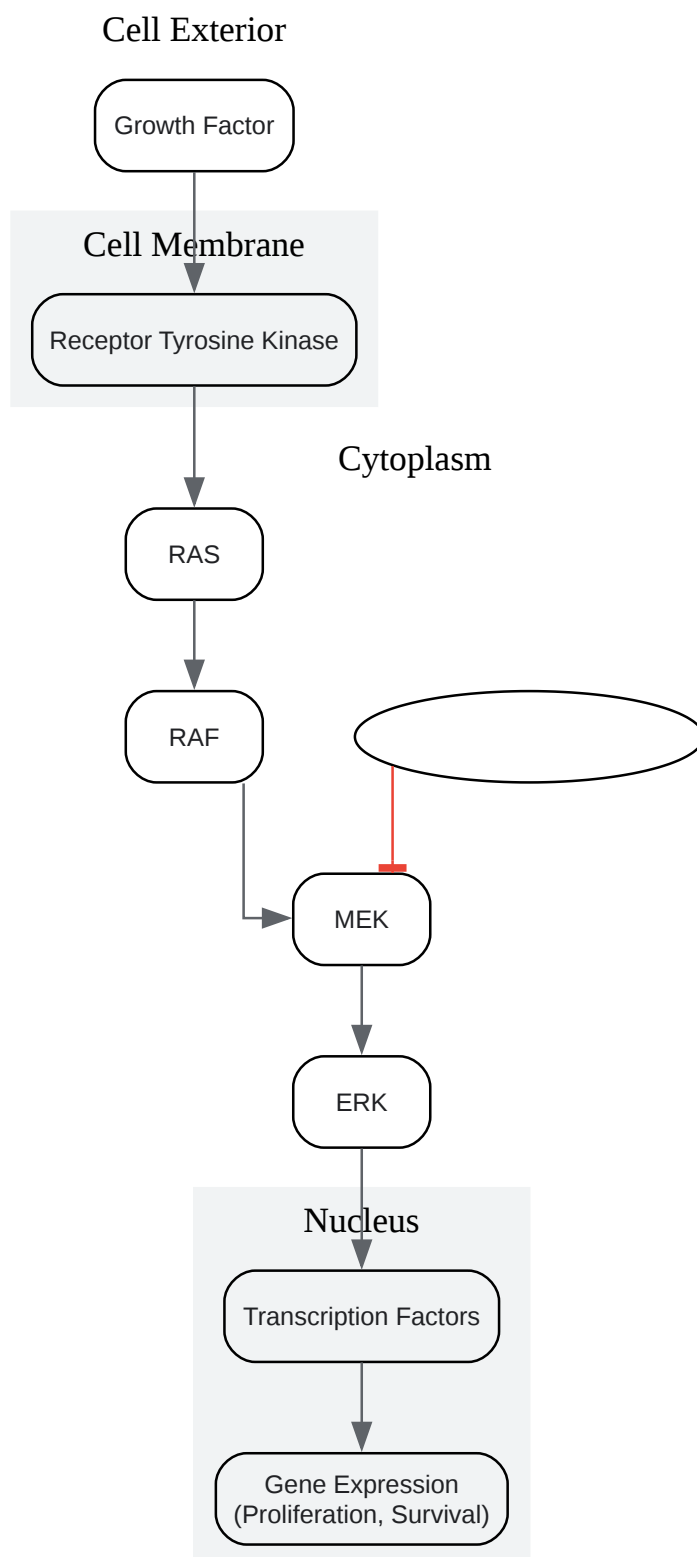 Cell Exterior
Growth Factor
Cell Membrane
Receptor Tyrosine Kinase
Cytoplasm
RAS
RAF
MEK
ERK
Nucleus
Transcription Factors
Gene Expression
(Proliferation, Survival)